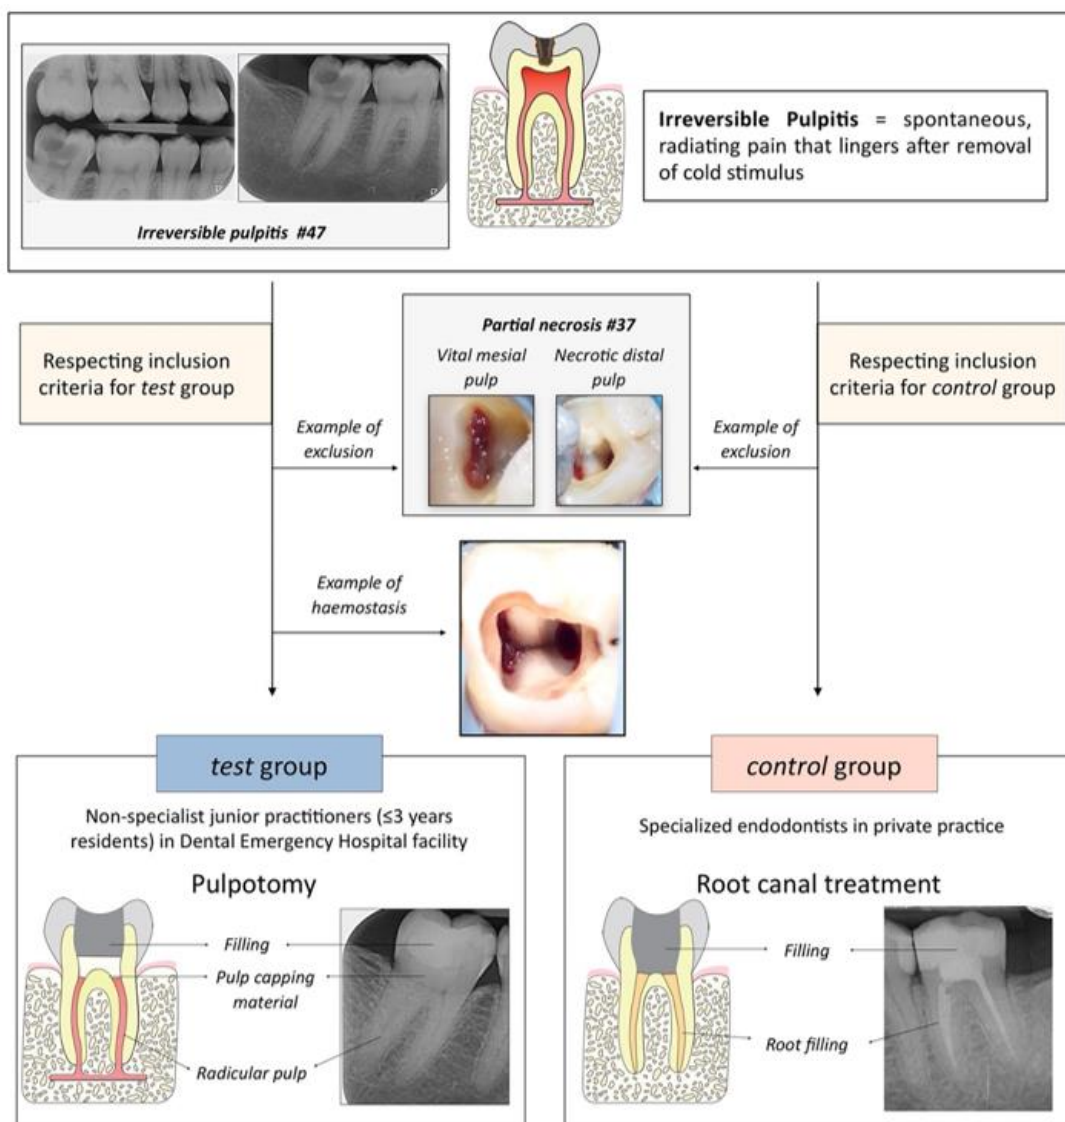 Irreversible Pulpitis = spontaneous,
radiating pain that lingers after removal
of cold stimulus
Irreversible pulpitis #47
Respecting inclusion
criteria for test group
Partial necrosis #37
Vital mesial
pulp
Necrotic distal
pulp
Respecting inclusion
criteria for control group
Example of
exclusion
Example of
exclusion
Example of
haemostasis
test group
Non-specialist junior practitioners (≤3 years
residents) in Dental Emergency Hospital facility
Pulpotomy
Filling
Pulp capping
material
Radicular pulp
control group
Specialized endodontists in private practice
Root canal treatment
Filling
Root filling